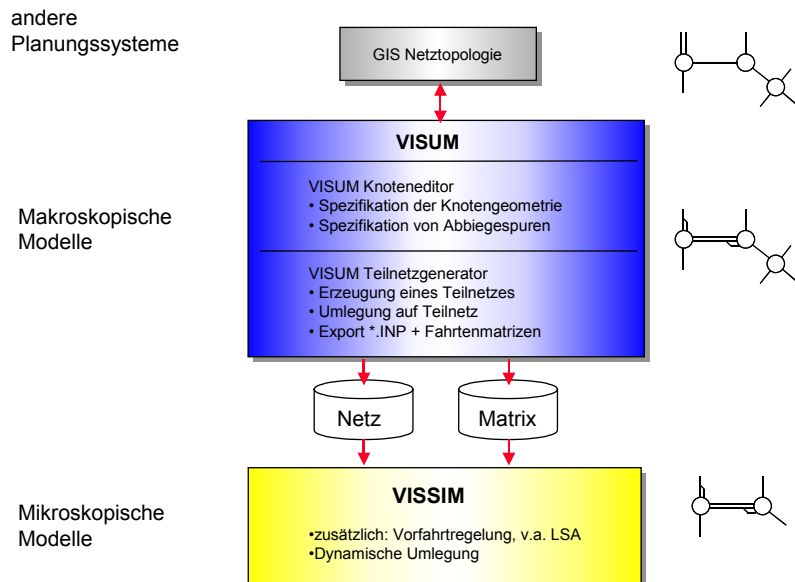 andere
Planungssysteme
GIS Netztopologie
VISUM
Makroskopische
Modelle
VISUM Knoteneditor
• Spezifikation der Knotengeometrie
• Spezifikation von Abbiegespuren
VISUM Teilnetzgenerator
• Erzeugung eines Teilnetzes
• Umlegung auf Teilnetz
• Export *.INP + Fahrtenmatrizen
Netz
Matrix
Mikroskopische
Modelle
VISSIM
•zusätzlich: Vorfahrtregelung, v.a. LSA
•Dynamische Umlegung